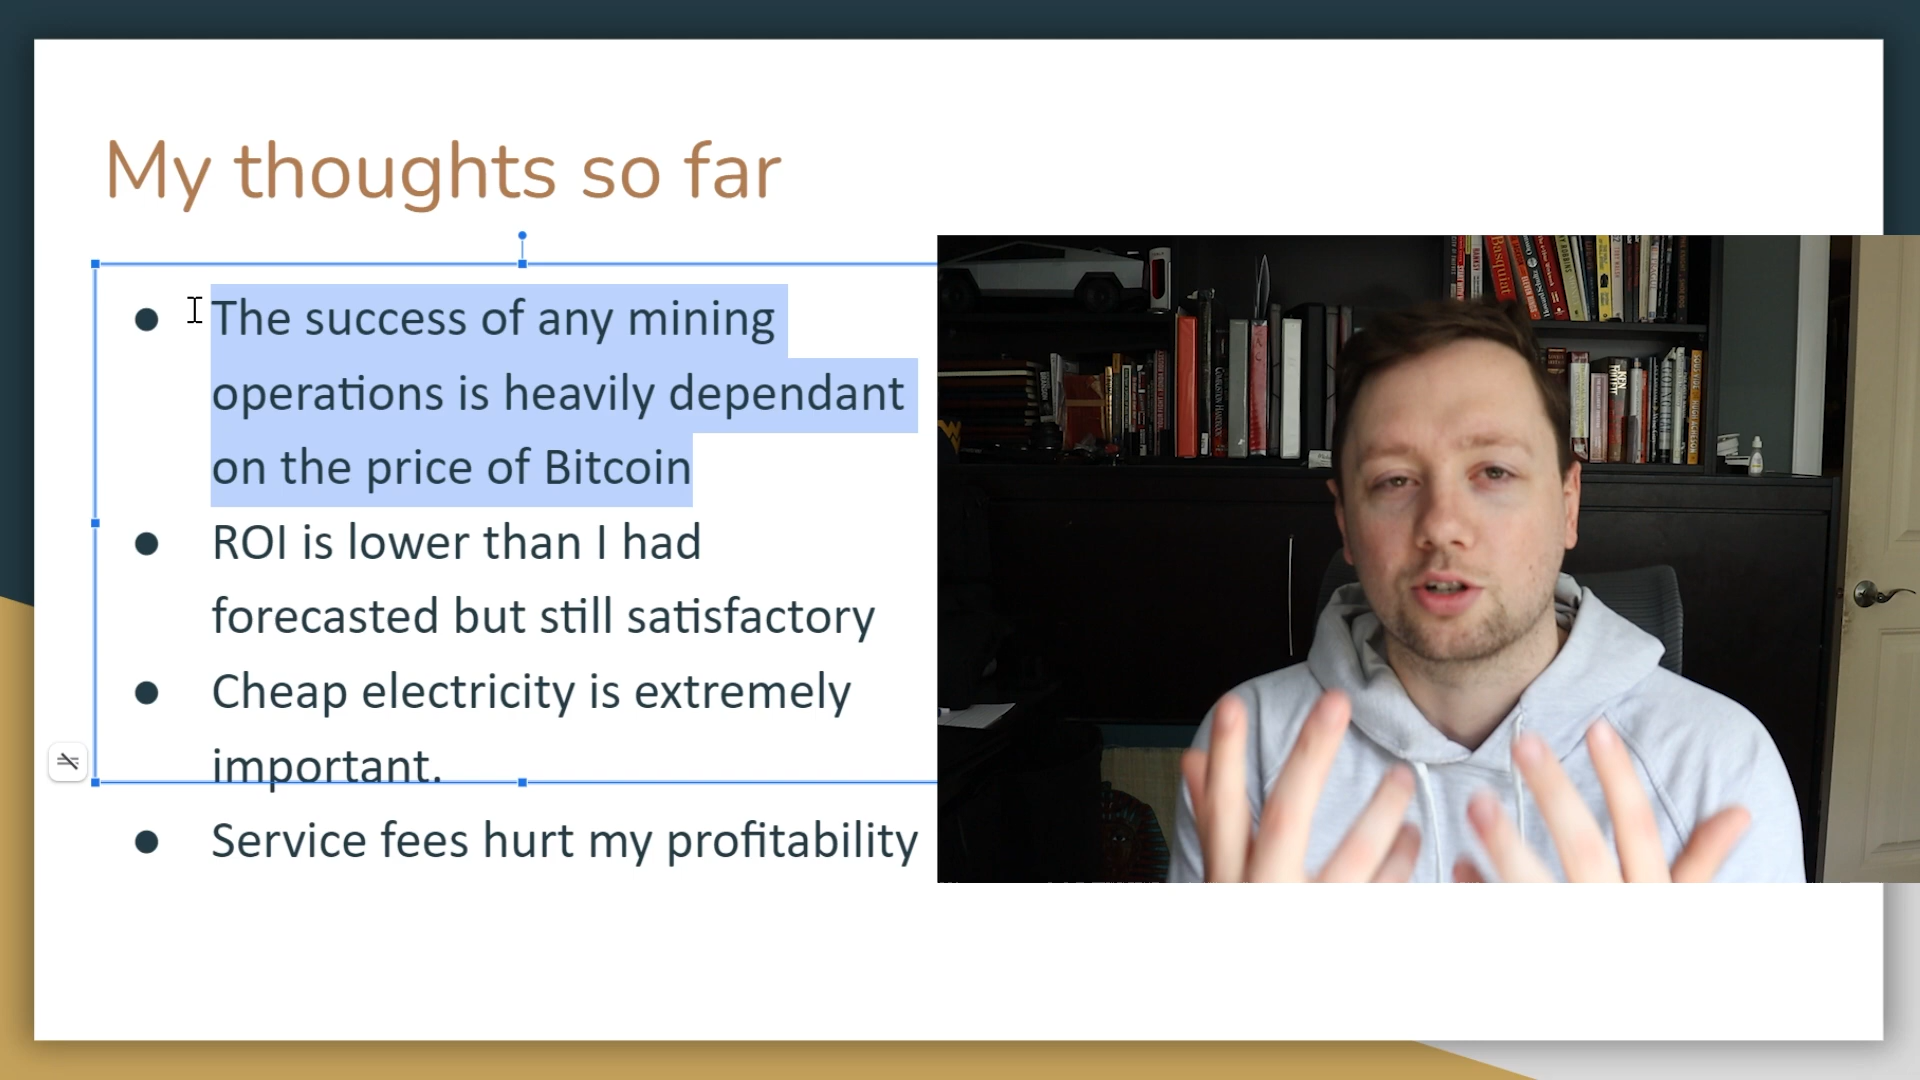 My thoughts so far
● The success of any mining
operations is heavily dependant
on the price of Bitcoin
● ROI is lower than I had
forecasted but still satisfactory
● Cheap electricity is extremely
important.
● Service fees hurt my profitability
Basquiat